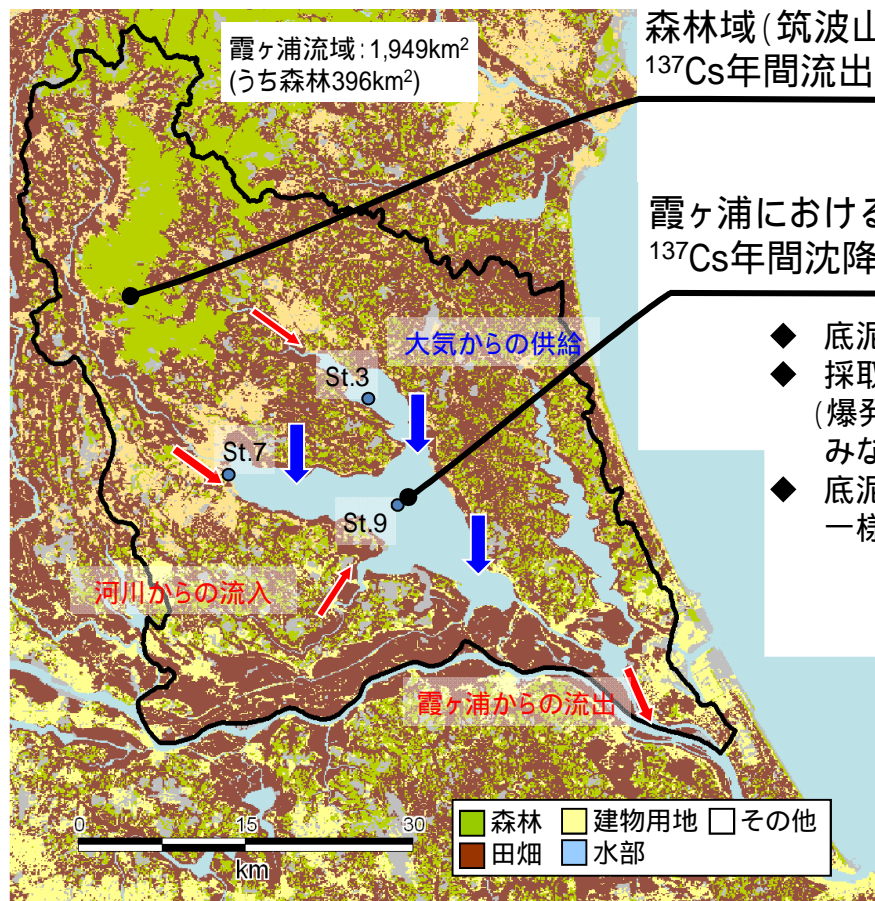 霞ヶ浦流域：1,949km²
(うち森林396km²)
森林域(筑波山
¹³⁷Cs年間流出
霞ヶ浦における
¹³⁷Cs年間沈降
◆ 底泥
◆ 採取
(爆発
みな
◆ 底泥
一様
大気からの供給
St.3
St.7
St.9
河川からの流入
霞ヶ浦からの流出
0 15 30
km
森林 建物用地 その他
田畑 水部